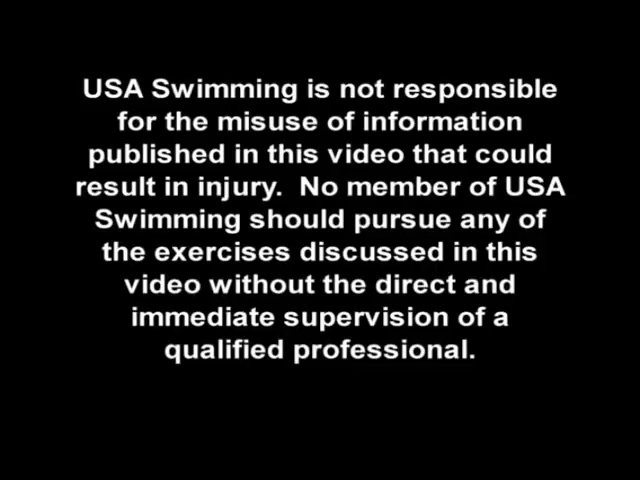 USA Swimming is not responsible
for the misuse of information
published in this video that could
result in injury.  No member of USA
Swimming should pursue any of
the exercises discussed in this
video without the direct and
immediate supervision of a
qualified professional.